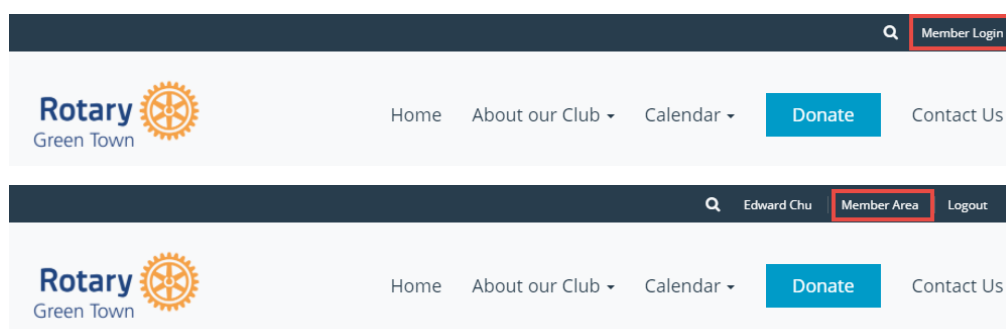 Member Login
Rotary
Green Town
Home About our Club Calendar Donate Contact Us
Edward Chu Member Area Logout
Rotary
Green Town
Home About our Club Calendar Donate Contact Us